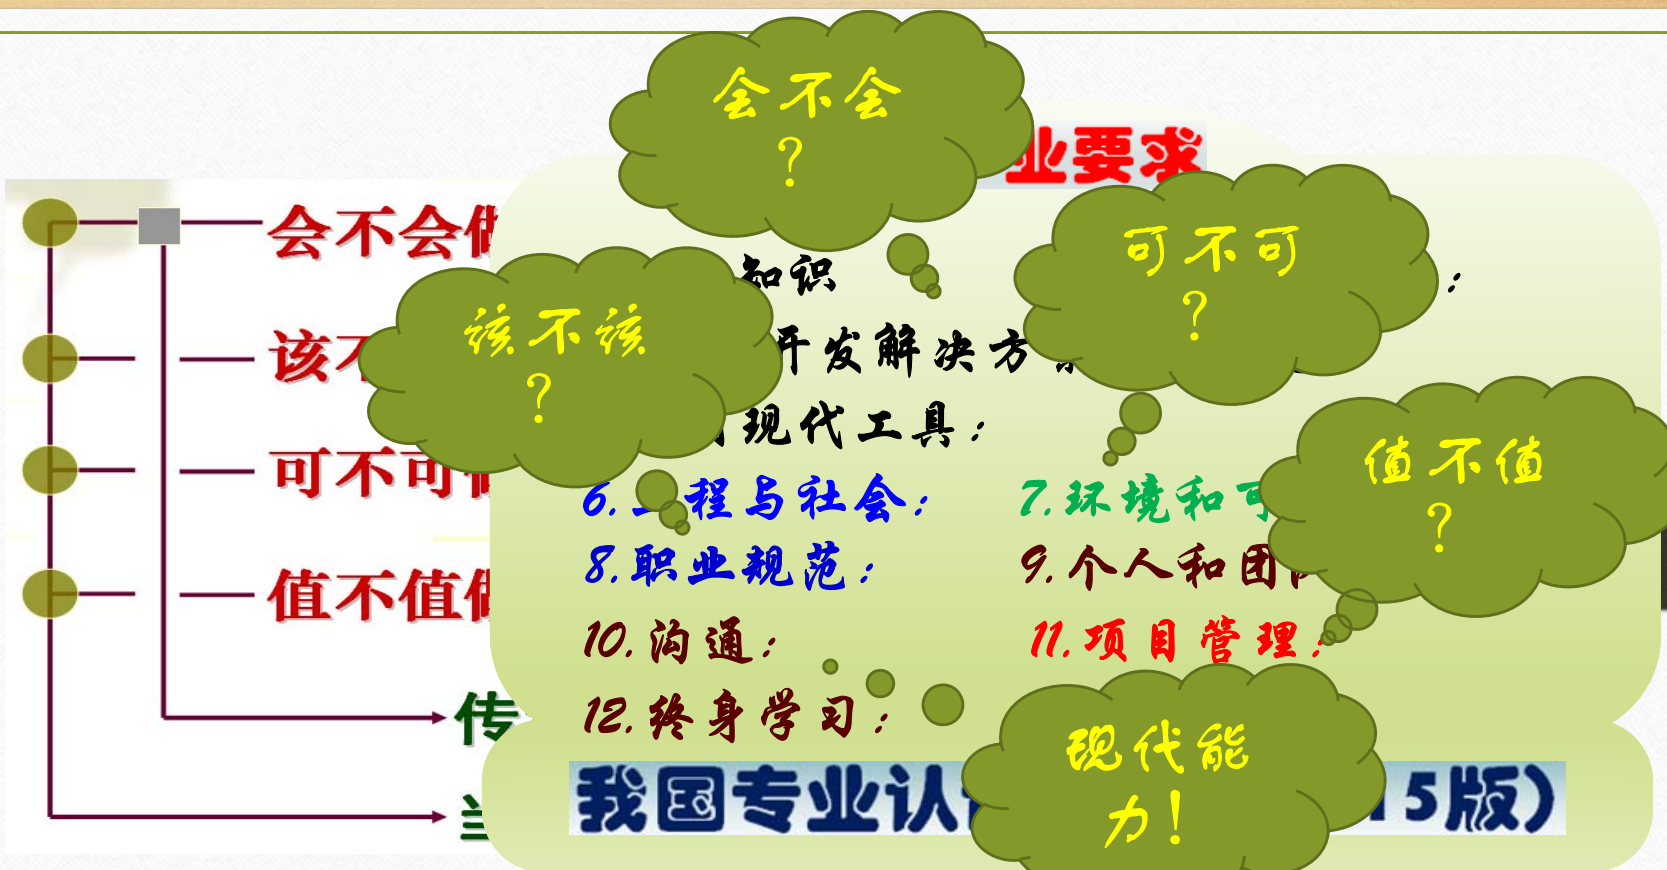 会不会
？
业要求
会不会
可不可
？
知识
：
该不
该不该
？
开发解决方
现代工具：
可不可
值不值
？
6.
程与社会：
7.环境和
8.职业规范：
9.个人和团
值不值
10.沟通：
11.项目管理：
12.终身学习：
传
现代能
力！
我国专业认
15版）